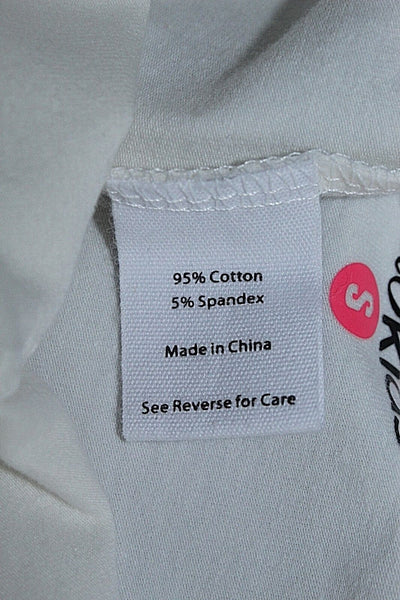 95% Cotton
5% Spandex
Made in China
See Reverse for Care
S